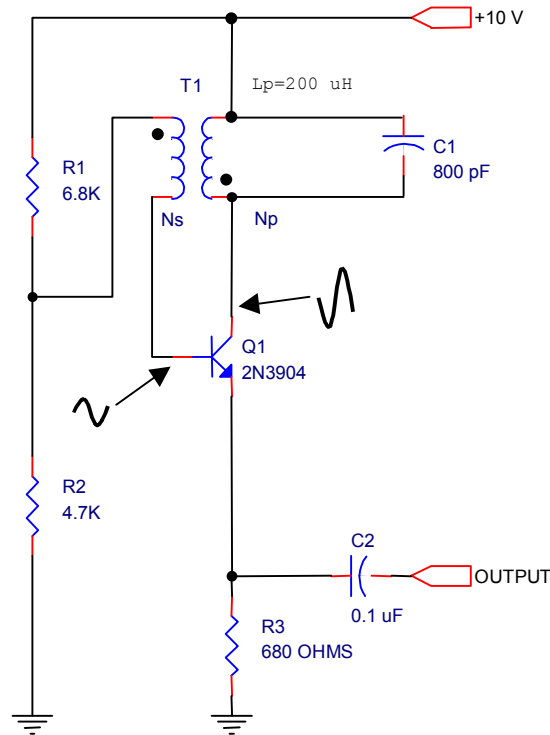 +10 V
T1
Lp=200 uH
C1
800 pF
R1
6.8K
Ns
Np
Q1
2N3904
R2
4.7K
C2
OUTPUT
0.1 uF
R3
680 OHMS